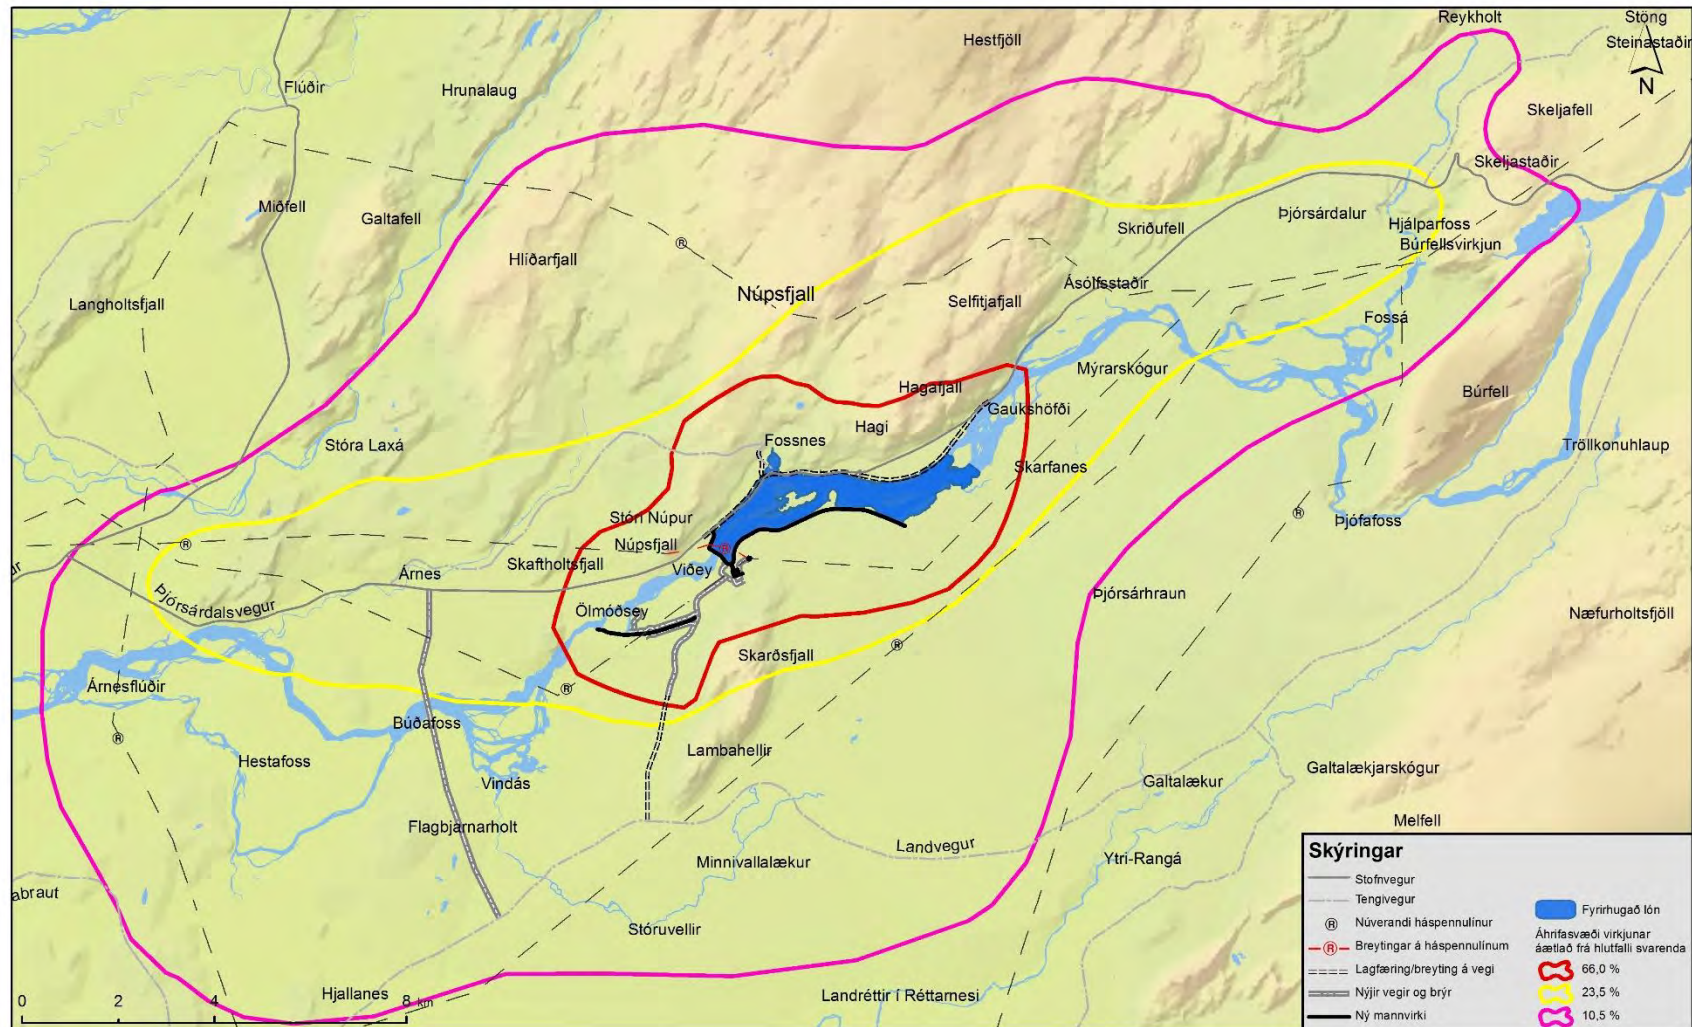 Reykholt
Stöng
Hestfjöll
Steinastaðir
N
Flúðir
Hrunalaug
Skeljafell
Skeljastaðir
Miðfell
Galtafell
Þjórsárdalur
Skriðufell
Hjálparfoss
Búrfellsvirkjun
Hlíðarfjall
Ásólfsstaðir
Núpsfjall
Selfitjafjall
Langholtsfjall
Fossá
Mýrarskógur
Hagafjall
Búrfell
Gaukshöfði
Hagi
Stóra Laxá
Fossnes
Tröllkonuhlaup
Skarfanes
Stóri Núpur
Þjófafoss
Núpsfjall
Skaftholtsfjall
Viðey
Árnes
Þjórsárdalsvegur
Þjórsárhraun
Ölmóðsey
Næfurholtsfjöll
Skarðsfjall
Árnesflúðir
Búðafoss
Lambahellir
Hestafoss
Vindás
Galtalækjarskógur
Galtalækur
Flagbjarnarholt
Melfell
Landvegur
Minnivallalækur
Ytri-Rangá
abraut
Stóruvellir
Hjallanes
Landréttir í Réttarnesi
0 2 4 8 km
Skýringar
Stofnvegur
Tengivegur
® Núverandi háspennulínur
® Breytingar á háspennulínum
Lagfæring/breyting á vegi
Nýjir vegir og brýr
Ný mannvirki
Fyrirhugað lón
Áhrifasvæði virkjunar
áætlað frá hlutfalli svarenda
66,0 %
23,5 %
10,5 %